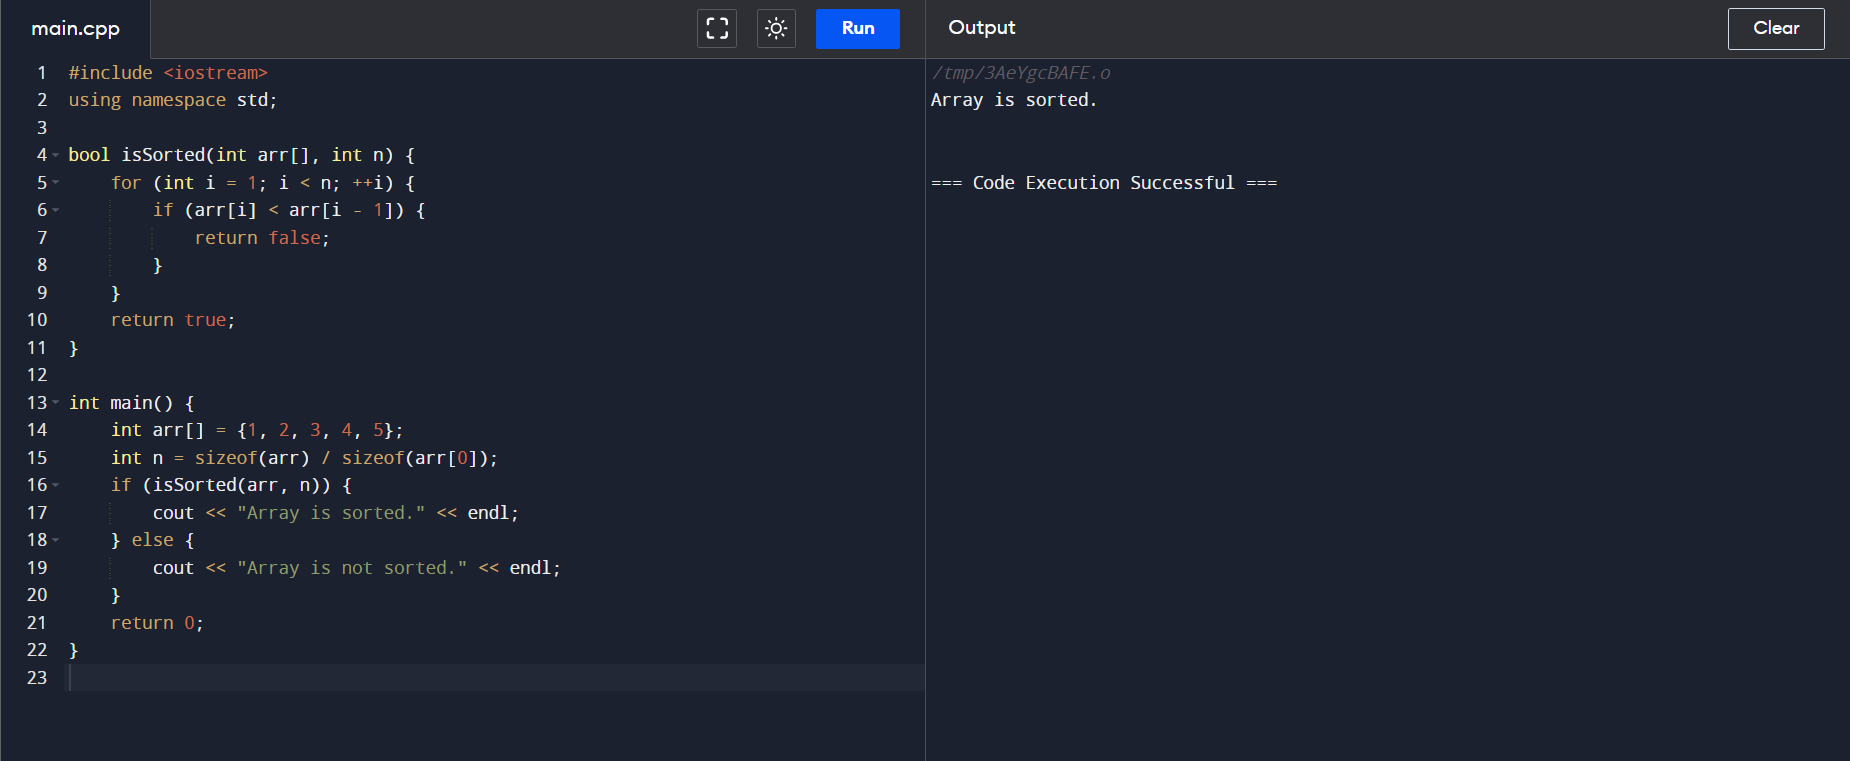 main.cpp
Run
1 #include <iostream>
2 using namespace std;
3
4 bool isSorted(int arr[], int n) {
5     for (int i = 1; i < n; ++i) {
6         if (arr[i] < arr[i - 1]) {
7             return false;
8         }
9     }
10     return true;
11 }
12
13 int main() {
14     int arr[] = {1, 2, 3, 4, 5};
15     int n = sizeof(arr) / sizeof(arr[0]);
16     if (isSorted(arr, n)) {
17         cout << "Array is sorted." << endl;
18     } else {
19         cout << "Array is not sorted." << endl;
20     }
21     return 0;
22 }
23
Output
Clear
/tmp/3AeYgcBAFE.o
Array is sorted.
=== Code Execution Successful ===